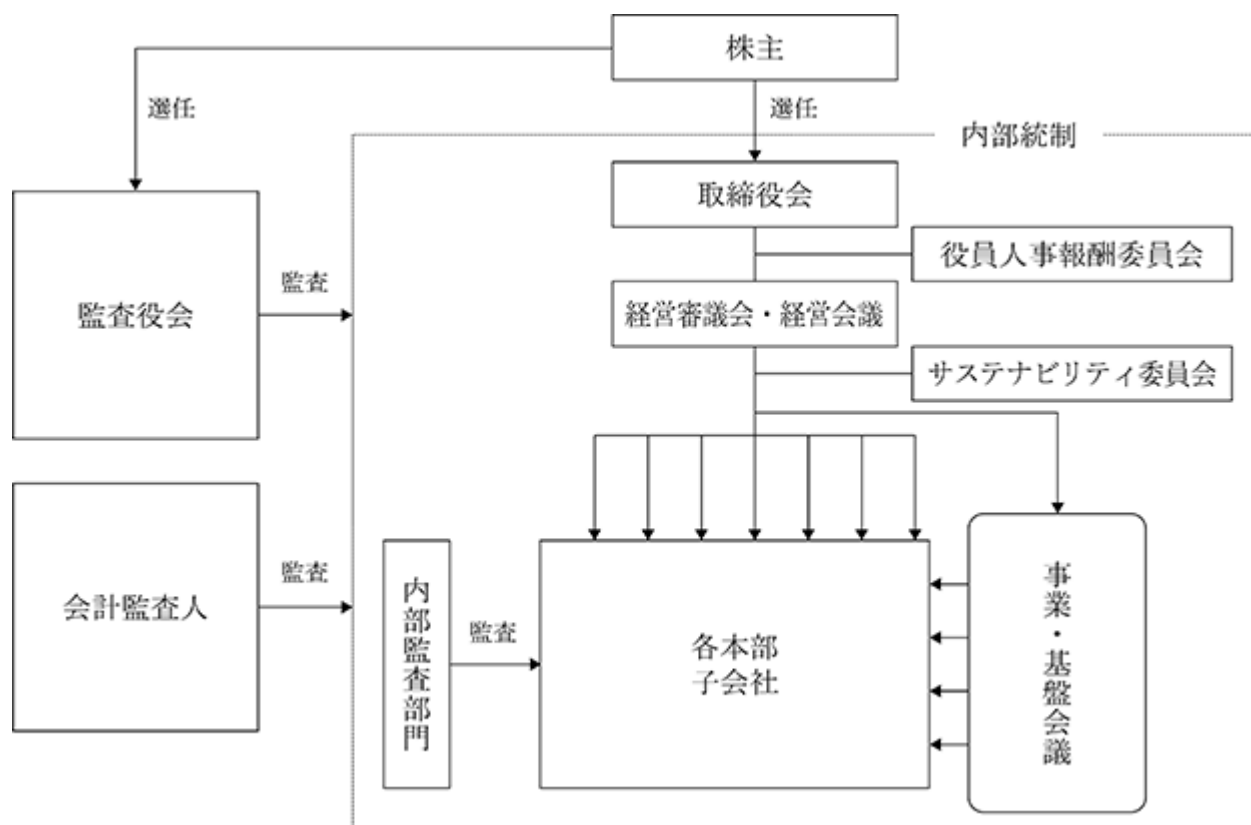 株主
選任
選任
内部統制
取締役会
役員人事報酬委員会
監査役会
監査
経営審議会・経営会議
サステナビリティ委員会
会計監査人
監査
内部監査部門
監査
各本部
子会社
事業・基盤会議